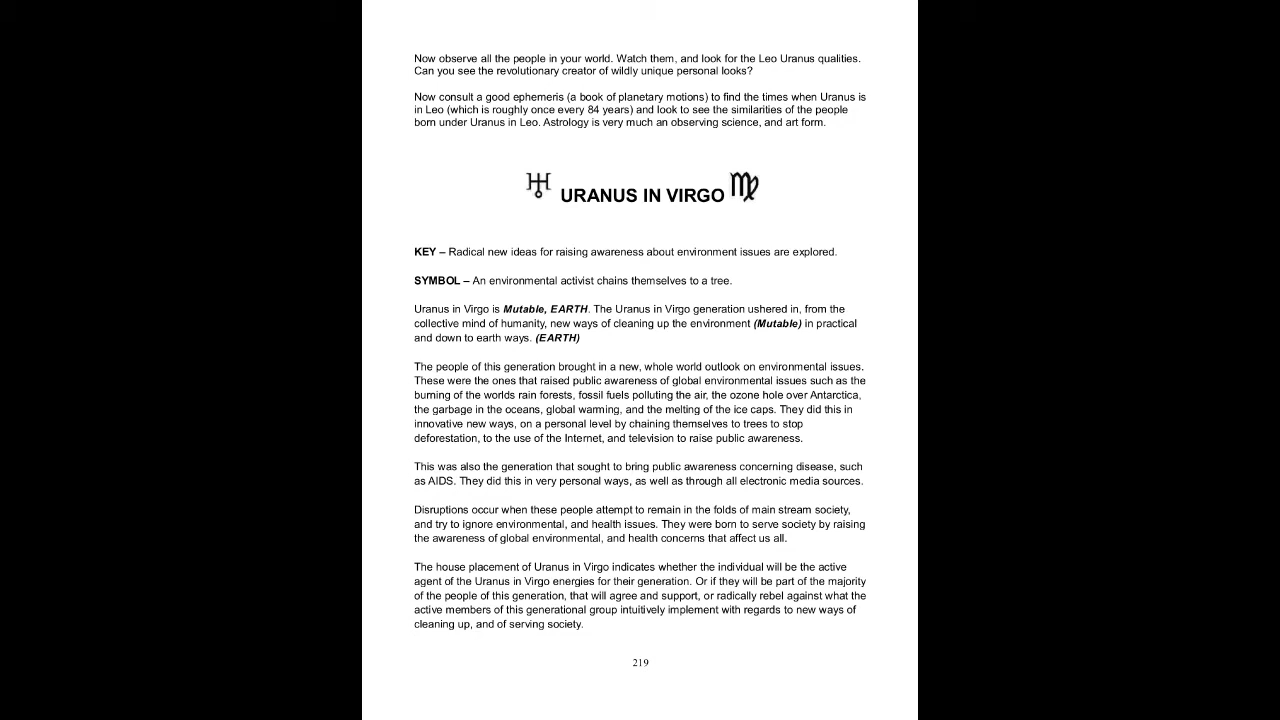 Now observe all the people in your world. Watch them, and look for the Leo Uranus qualities.
Can you see the revolutionary creator of wildly unique personal looks?
Now consult a good ephemeris (a book of planetary motions) to find the times when Uranus is
in Leo (which is roughly once every 84 years) and look to see the similarities of the people
born under Uranus in Leo. Astrology is very much an observing science, and art form.
♅ URANUS IN VIRGO ♍
KEY – Radical new ideas for raising awareness about environment issues are explored.
SYMBOL – An environmental activist chains themselves to a tree.
Uranus in Virgo is Mutable, EARTH. The Uranus in Virgo generation ushered in, from the
collective mind of humanity, new ways of cleaning up the environment (Mutable) in practical
and down to earth ways. (EARTH)
The people of this generation brought in a new, whole world outlook on environmental issues.
These were the ones that raised public awareness of global environmental issues such as the
burning of the worlds rain forests, fossil fuels polluting the air, the ozone hole over Antarctica,
the garbage in the oceans, global warming, and the melting of the ice caps. They did this in
innovative new ways, on a personal level by chaining themselves to trees to stop
deforestation, to the use of the Internet, and television to raise public awareness.
This was also the generation that sought to bring public awareness concerning disease, such
as AIDS. They did this in very personal ways, as well as through all electronic media sources.
Disruptions occur when these people attempt to remain in the folds of main stream society,
and try to ignore environmental, and health issues. They were born to serve society by raising
the awareness of global environmental, and health concerns that affect us all.
The house placement of Uranus in Virgo indicates whether the individual will be the active
agent of the Uranus in Virgo energies for their generation. Or if they will be part of the majority
of the people of this generation, that will agree and support, or radically rebel against what the
active members of this generational group intuitively implement with regards to new ways of
cleaning up, and of serving society.
219